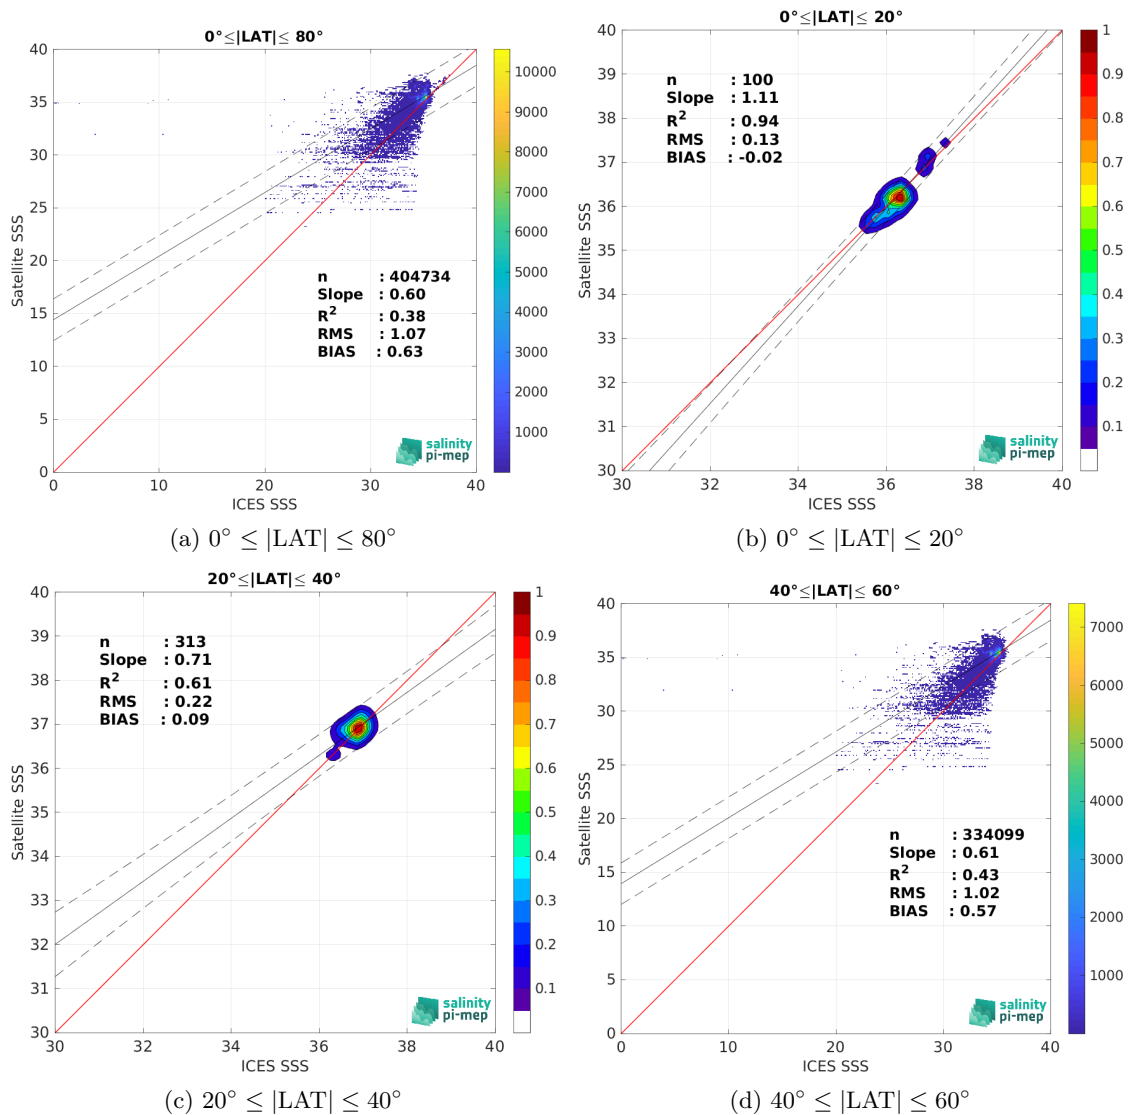 0°≤|LAT|≤ 80°
40
35
30
25
20
15
10
5
0
Satellite SSS
0
10
20
30
40
ICES SSS
n : 404734
Slope : 0.60
R2 : 0.38
RMS : 1.07
BIAS : 0.63
salinity
pi-mep
10000
9000
8000
7000
6000
5000
4000
3000
2000
1000
(a) 0° ≤ |LAT| ≤ 80°
0°≤|LAT|≤ 20°
40
39
38
37
36
35
34
33
32
31
30
Satellite SSS
30
32
34
36
38
40
ICES SSS
n : 100
Slope : 1.11
R2 : 0.94
RMS : 0.13
BIAS : -0.02
salinity
pi-mep
1
0.9
0.8
0.7
0.6
0.5
0.4
0.3
0.2
0.1
(b) 0° ≤ |LAT| ≤ 20°
20°≤|LAT|≤ 40°
40
39
38
37
36
35
34
33
32
31
30
Satellite SSS
30
32
34
36
38
40
ICES SSS
n : 313
Slope : 0.71
R2 : 0.61
RMS : 0.22
BIAS : 0.09
salinity
pi-mep
1
0.9
0.8
0.7
0.6
0.5
0.4
0.3
0.2
0.1
(c) 20° ≤ |LAT| ≤ 40°
40°≤|LAT|≤ 60°
40
35
30
25
20
15
10
5
0
Satellite SSS
0
10
20
30
40
ICES SSS
n : 334099
Slope : 0.61
R2 : 0.43
RMS : 1.02
BIAS : 0.57
salinity
pi-mep
7000
6000
5000
4000
3000
2000
1000
(d) 40° ≤ |LAT| ≤ 60°